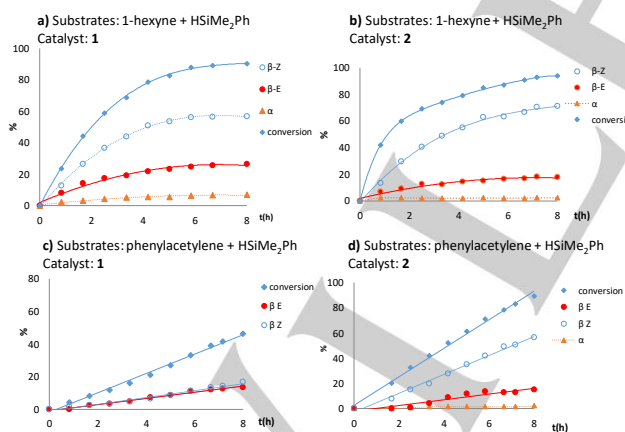 a) Substrates: 1-hexyne + HSiMe2Ph
Catalyst: 1
100
80
60
40
20
0
%
0
2
4
6
8
t(h)
β-Z
β-E
α
conversion
b) Substrates: 1-hexyne + HSiMe2Ph
Catalyst: 2
100
80
60
40
20
0
%
0
2
4
6
8
t(h)
β-Z
β-E
α
conversion
c) Substrates: phenylacetylene + HSiMe2Ph
Catalyst: 1
80
60
40
20
0
%
0
2
4
6
8
t(h)
conversion
β E
β Z
d) Substrates: phenylacetylene + HSiMe2Ph
Catalyst: 2
100
80
60
40
20
0
%
0
2
4
6
8
t(h)
conversion
β E
β Z
α